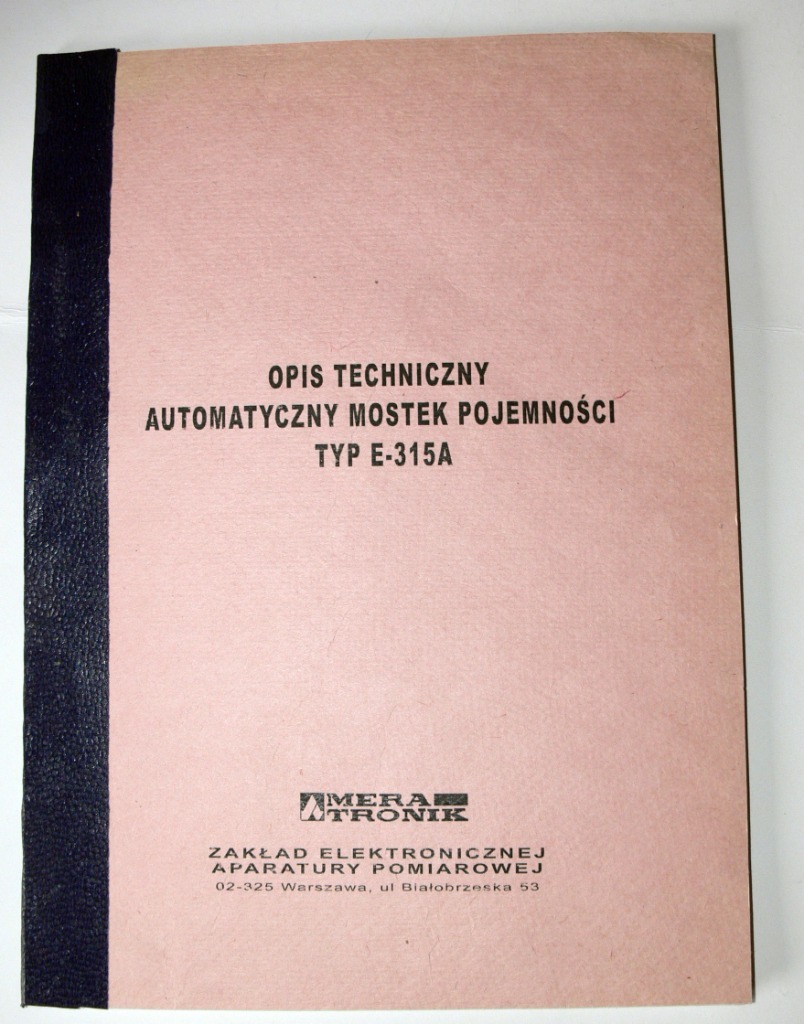 OPIS TECHNICZNY
AUTOMATYCZNY MOSTEK POJEMNOŚCI
TYP E-315A
MERA
TRONIK
ZAKŁAD ELEKTRONICZNEJ
APARATURY POMIAROWEJ
02-325 Warszawa, ul Białobrzeska 53